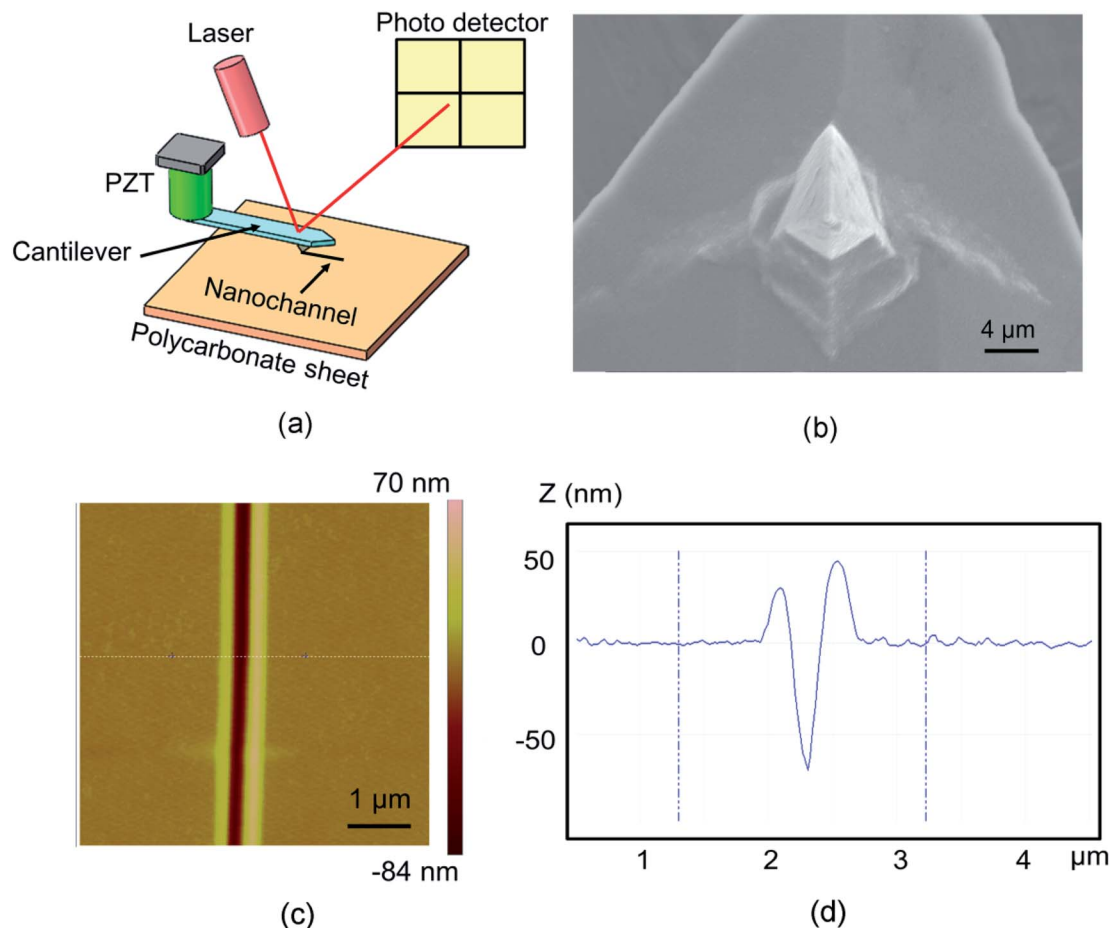 Laser
Photo detector
PZT
Cantilever
Nanochannel
Polycarbonate sheet
(a)
4 µm
(b)
70 nm
1 µm
-84 nm
(c)
Z (nm)
50
0
-50
1 2 3 4 µm
(d)